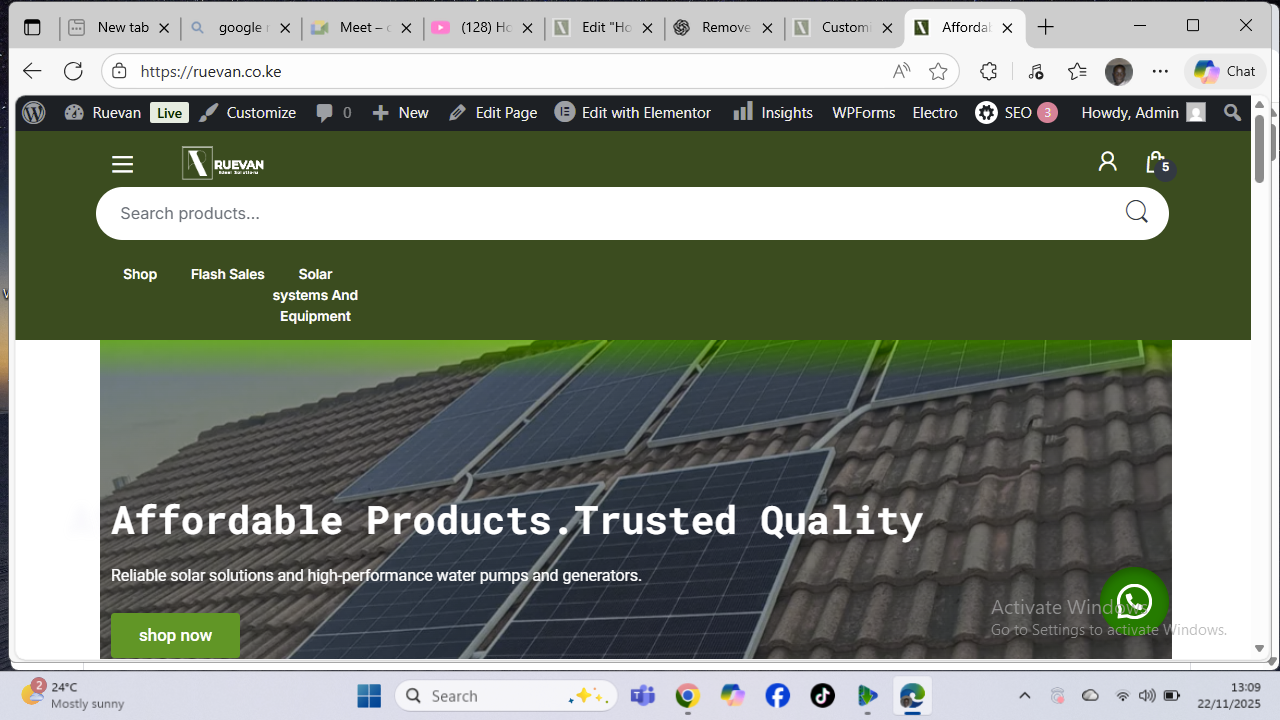 New tab
google r
Meet – c
(128) Ho
Edit "Ho
Remove
Customi
Affordab
https://ruevan.co.ke
Chat
Ruevan
Live
Customize
0
New
Edit Page
Edit with Elementor
Insights
WPForms
Electro
SEO
3
Howdy, Admin
RUEVAN
Ideal Solutions
5
Search products...
Shop
Flash Sales
Solar
systems And
Equipment
Affordable Products.Trusted Quality
Reliable solar solutions and high-performance water pumps and generators.
shop now
Activate Windows
Go to Settings to activate Windows.
2
24°C
Mostly sunny
Search
13:09
22/11/2025